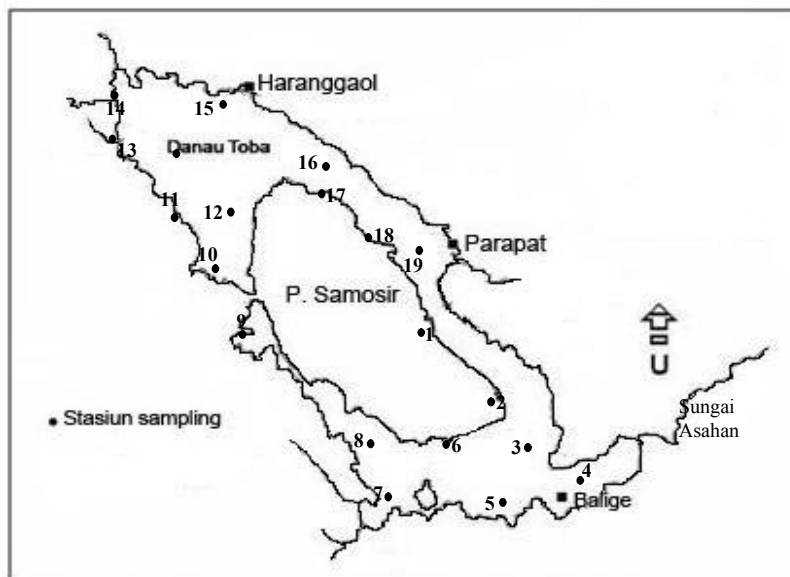 Haranggaol
14
15
Danau Toba
13
16
17
11
12
18
Parapat
19
10
P. Samosir
9
1
U
2
Sungai
Asahan
Stasiun sampling
8
6
3
4
7
5
Balige